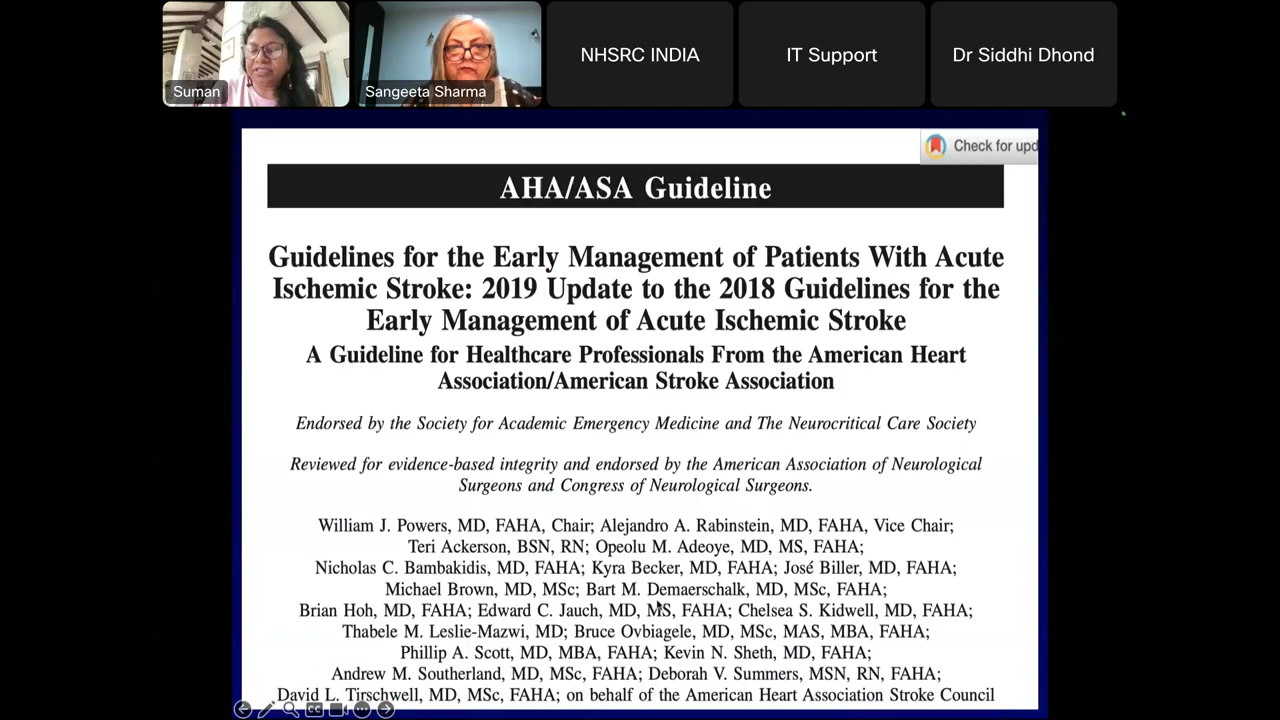 Suman
Sangeeta Sharma
NHSRC INDIA
IT Support
Dr Siddhi Dhond
Check for upd
AHA/ASA Guideline
Guidelines for the Early Management of Patients With Acute
Ischemic Stroke: 2019 Update to the 2018 Guidelines for the
Early Management of Acute Ischemic Stroke
A Guideline for Healthcare Professionals From the American Heart
Association/American Stroke Association
Endorsed by the Society for Academic Emergency Medicine and The Neurocritical Care Society
Reviewed for evidence-based integrity and endorsed by the American Association of Neurological
Surgeons and Congress of Neurological Surgeons.
William J. Powers, MD, FAHA, Chair; Alejandro A. Rabinstein, MD, FAHA, Vice Chair;
Teri Ackerson, BSN, RN; Opeolu M. Adeoye, MD, MS, FAHA;
Nicholas C. Bambakidis, MD, FAHA; Kyra Becker, MD, FAHA; José Biller, MD, FAHA;
Michael Brown, MD, MSc; Bart M. Demaerschalk, MD, MSc, FAHA;
Brian Hoh, MD, FAHA; Edward C. Jauch, MD, MS, FAHA; Chelsea S. Kidwell, MD, FAHA;
Thabele M. Leslie-Mazwi, MD; Bruce Ovbiagele, MD, MSc, MAS, MBA, FAHA;
Phillip A. Scott, MD, MBA, FAHA; Kevin N. Sheth, MD, FAHA;
Andrew M. Southerland, MD, MSc, FAHA; Deborah V. Summers, MSN, RN, FAHA;
David L. Tirschwell, MD, MSc, FAHA; on behalf of the American Heart Association Stroke Council
CC